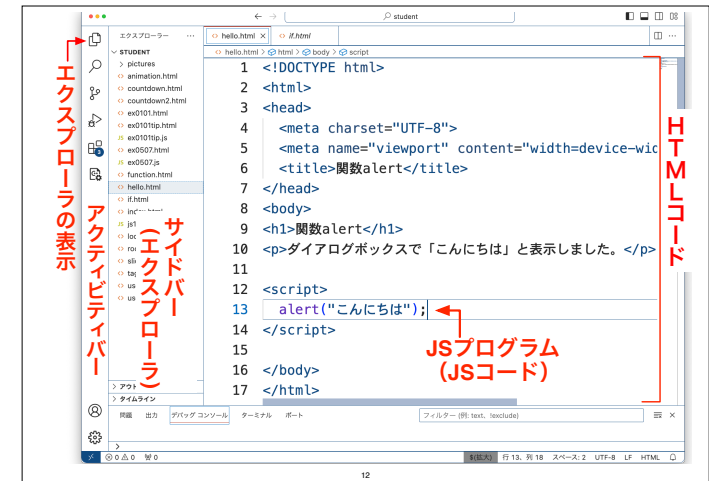 student
エクスプローラー ···
hello.html ×
if.html
STUDENT
hello.html > html > body > script
pictures
animation.html
countdown.html
countdown2.html
ex0101.html
ex0101tip.html
ex0101tip.js
ex0507.html
ex0507.js
function.html
hello.html
if.html
JS js1
loc
roc
slic
tag
us
us
アウト
タイムライン
1 <!DOCTYPE html>
2 <html>
3 <head>
4 <meta charset="UTF-8">
5 <meta name="viewport" content="width=device-wid
6 <title>関数alert</title>
7 </head>
8 <body>
9 <h1>関数alert</h1>
10 <p>ダイアログボックスで「こんにちは」と表示しました。</p>
11
12 <script>
13 alert("こんにちは");
14 </script>
15
16 </body>
17 </html>
エクスプローラの表示
アクティビティバー
サイドバー
(エクスプローラ)
HTMLコード
JSプログラム
(JSコード)
問題 出力 デバッグ コンソール ターミナル ポート
フィルター (例: text、!exclude)
0 0 0
行 13、列 18 スペース: 2 UTF-8 LF HTML
12